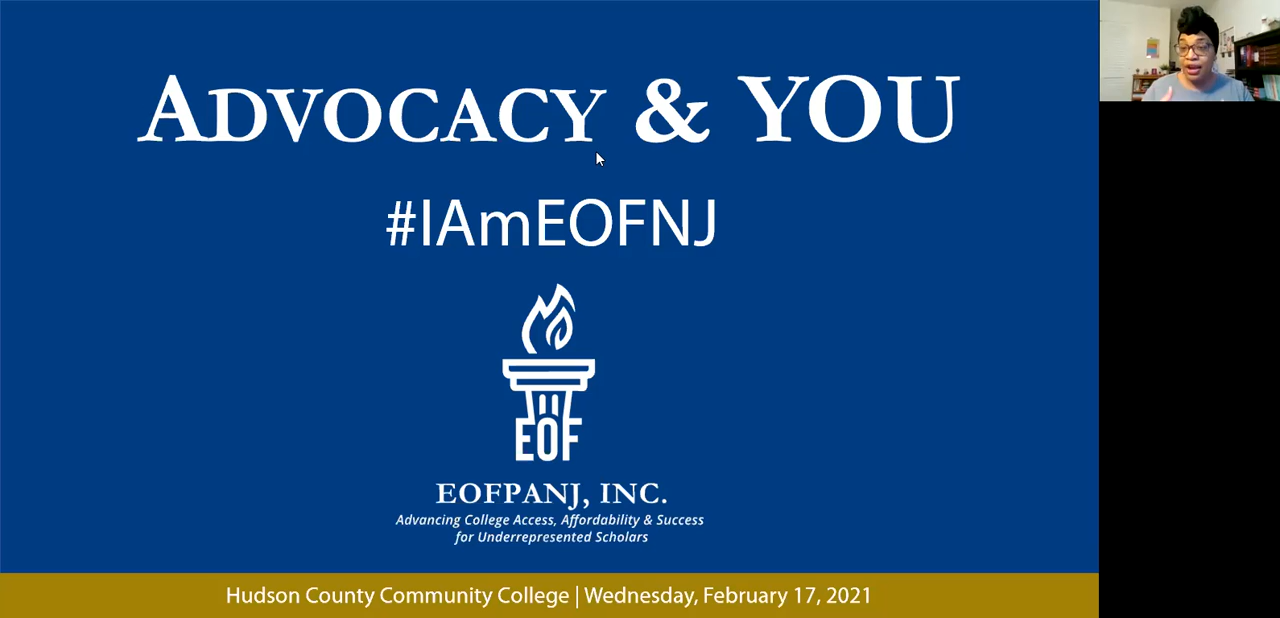 ADVOCACY & YOU
#IAmEOFNJ
EOF
EOFPANJ, INC.
Advancing College Access, Affordability & Success
for Underrepresented Scholars
Hudson County Community College | Wednesday, February 17, 2021